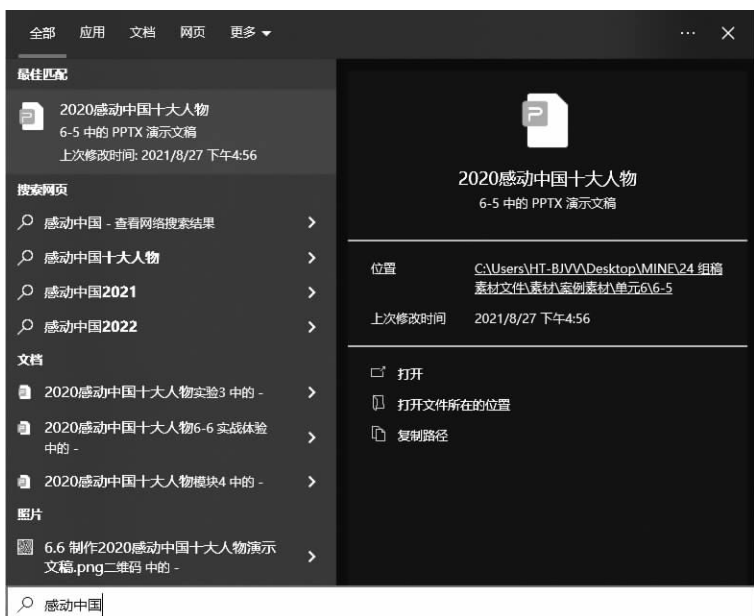 全部 应用 文档 网页 更多
最佳匹配
2020感动中国十大人物
6-5 中的 PPTX 演示文稿
上次修改时间: 2021/8/27 下午4:56
搜索网页
感动中国 - 查看网络搜索结果
感动中国十大人物
感动中国2021
感动中国2022
文档
2020感动中国十大人物实验3 中的 -
2020感动中国十大人物6-6 实战体验
中的 -
2020感动中国十大人物模块4 中的 -
照片
6.6 制作2020感动中国十大人物演示
文稿.png二维码 中的 -
感动中国
2020感动中国十大人物
6-5 中的 PPTX 演示文稿
位置 C:\Users\HT-BJVV\Desktop\MINE\24 组稿
素材文件\素材\案例素材\单元6\6-5
上次修改时间 2021/8/27 下午4:56
打开
打开文件所在的位置
复制路径